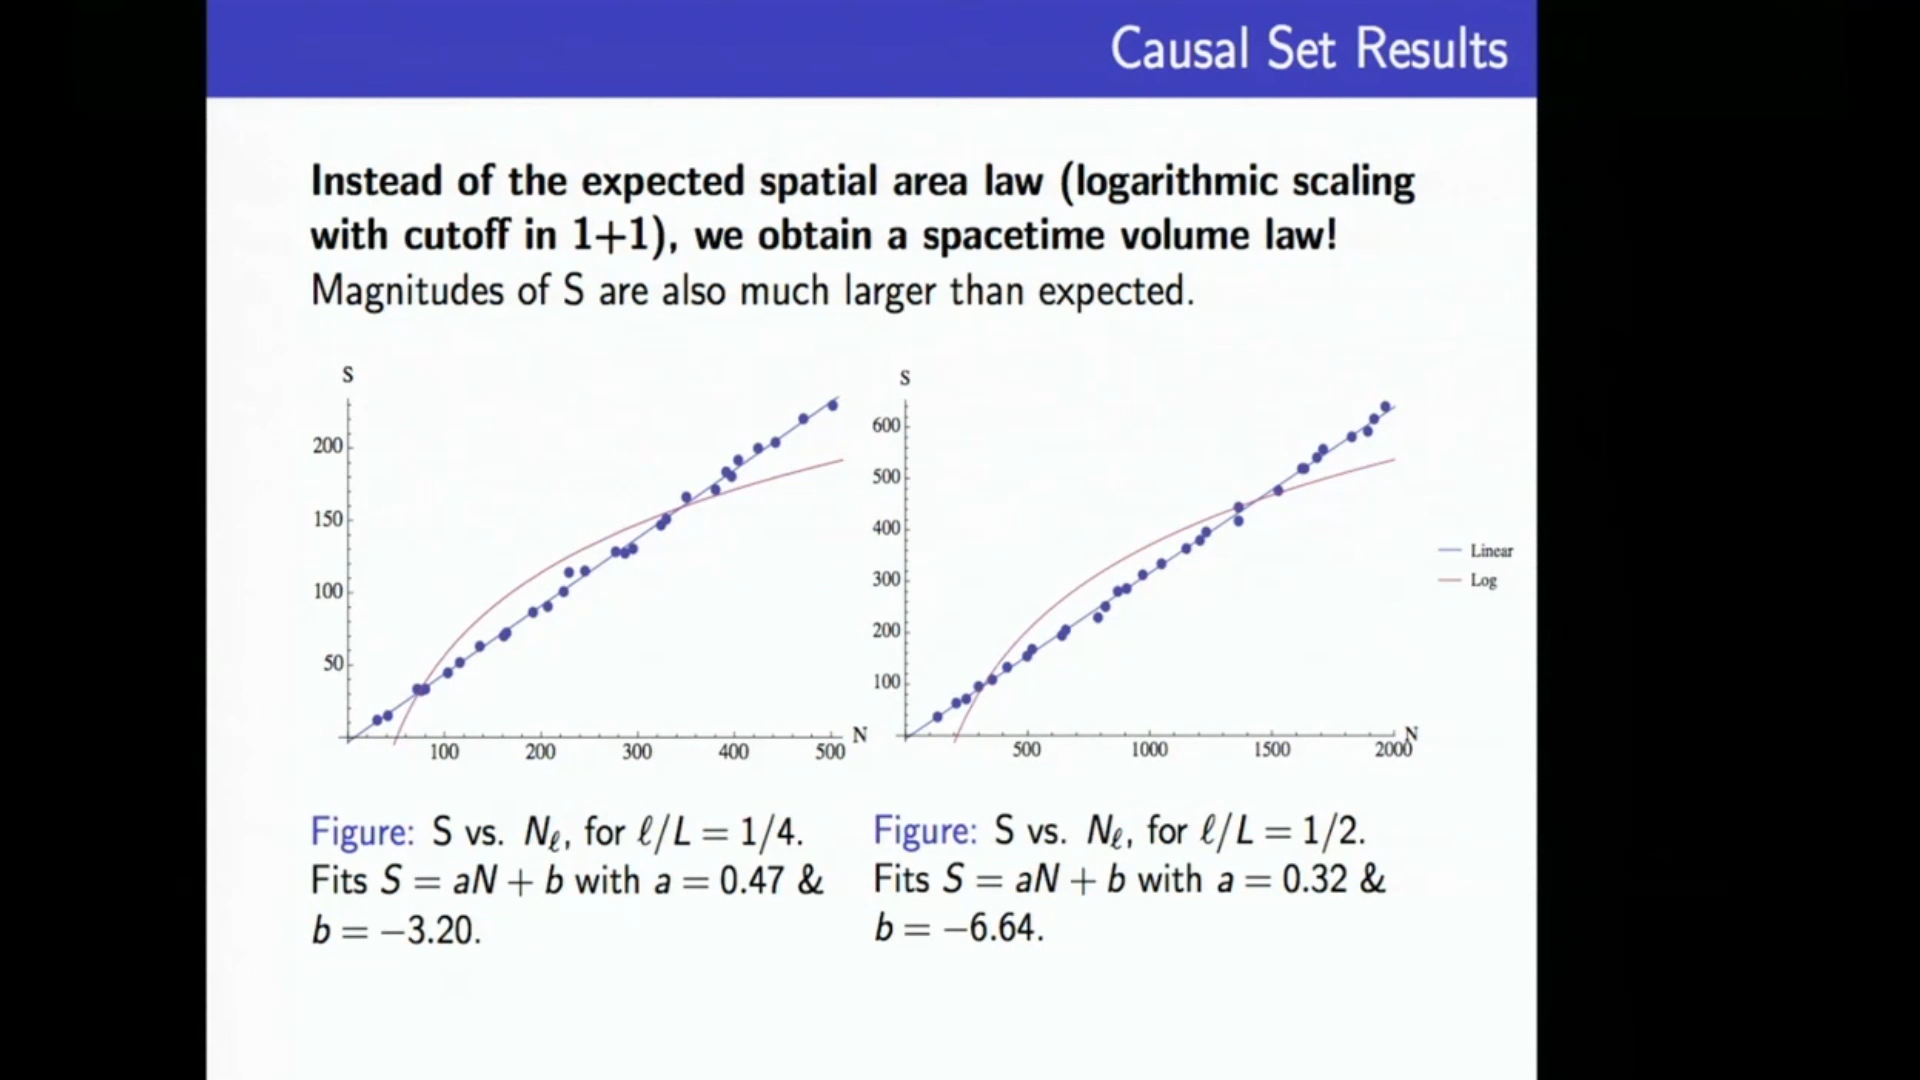 Causal Set Results
Instead of the expected spatial area law (logarithmic scaling
with cutoff in 1+1), we obtain a spacetime volume law!
Magnitudes of S are also much larger than expected.
S
200
150
100
50
100 200 300 400 500 N
S
600
500
400
300
200
100
500 1000 1500 2000 N
Linear
Log
Figure: S vs. Nℓ, for ℓ/L = 1/4.
Fits S = aN + b with a = 0.47 &
b = −3.20.
Figure: S vs. Nℓ, for ℓ/L = 1/2.
Fits S = aN + b with a = 0.32 &
b = −6.64.